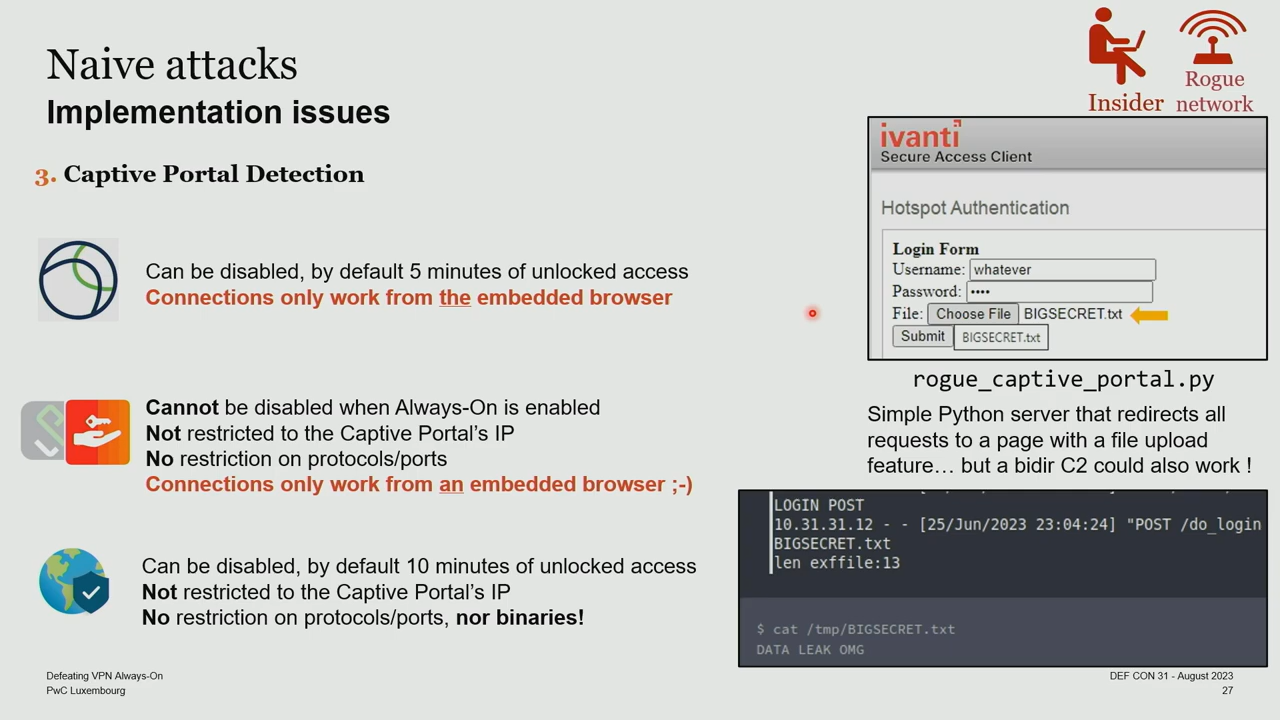 Naive attacks
Implementation issues
Insider
Rogue
network
3. Captive Portal Detection
Can be disabled, by default 5 minutes of unlocked access
Connections only work from the embedded browser
Cannot be disabled when Always-On is enabled
Not restricted to the Captive Portal's IP
No restriction on protocols/ports
Connections only work from an embedded browser ;-)
Can be disabled, by default 10 minutes of unlocked access
Not restricted to the Captive Portal's IP
No restriction on protocols/ports, nor binaries!
ivanti
Secure Access Client
Hotspot Authentication
Login Form
Username: whatever
Password: ••••
File: Choose File BIGSECRET.txt
Submit BIGSECRET.txt
rogue_captive_portal.py
Simple Python server that redirects all
requests to a page with a file upload
feature… but a bidir C2 could also work !
LOGIN POST
10.31.31.12 - - [25/Jun/2023 23:04:24] "POST /do_login
BIGSECRET.txt
len exffile:13
$ cat /tmp/BIGSECRET.txt
DATA LEAK OMG
Defeating VPN Always-On
PwC Luxembourg
DEF CON 31 - August 2023
27